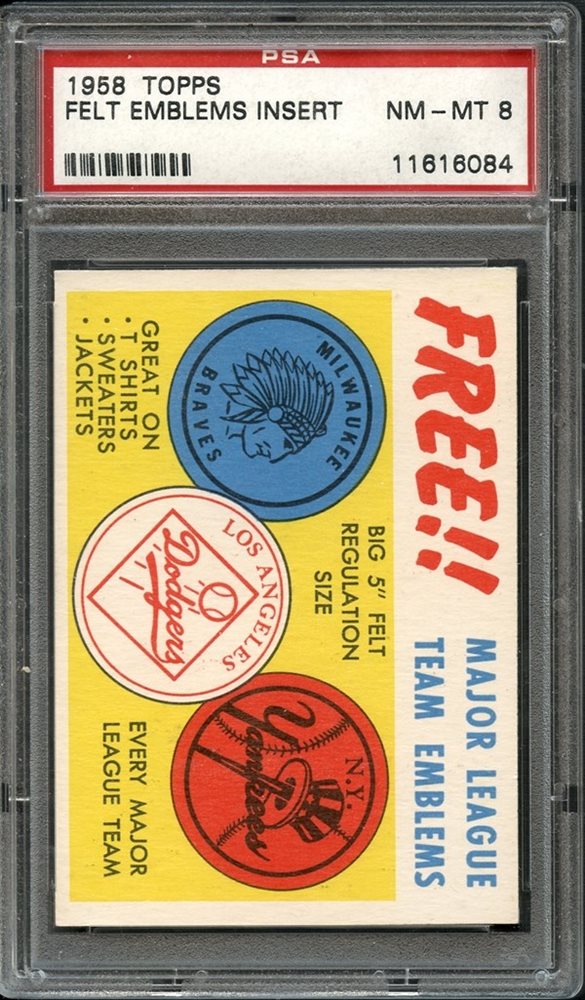 PSA
1958 TOPPS
FELT EMBLEMS INSERT NM-MT 8
11616084
FREE!! MAJOR LEAGUE
TEAM EMBLEMS
MILWAUKEE
BRAVES
BIG 5" FELT
REGULATION
SIZE
N.Y.
Yankees
GREAT ON
• T SHIRTS
• SWEATERS
• JACKETS
LOS ANGELES
Dodgers
EVERY MAJOR
LEAGUE TEAM